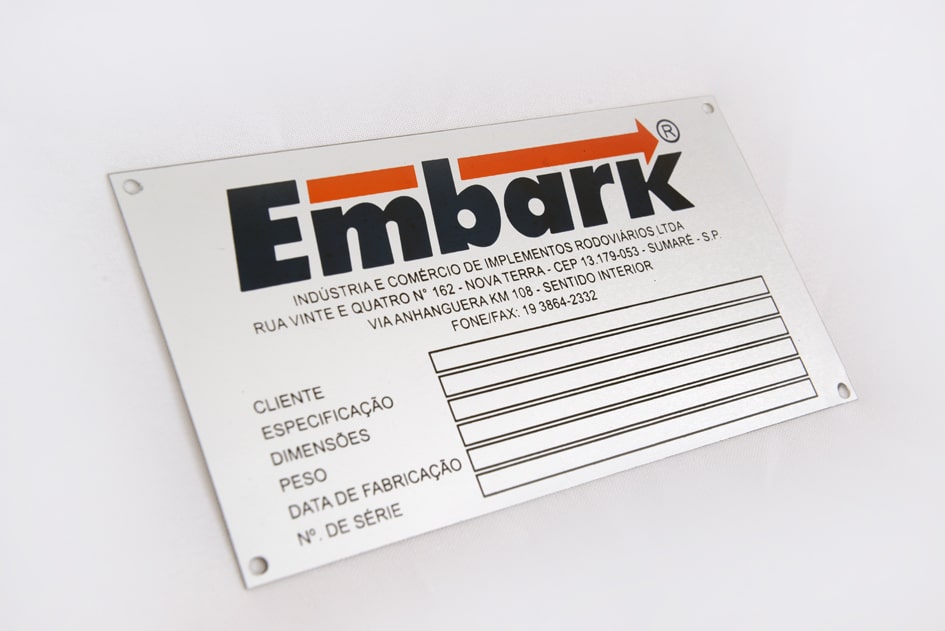 Embark®
INDÚSTRIA E COMÉRCIO DE IMPLEMENTOS RODOVIÁRIOS LTDA
RUA VINTE E QUATRO N° 162 - NOVA TERRA - CEP 13.179-053 - SUMARÉ - S.P.
VIA ANHANGUERA KM 108 - SENTIDO INTERIOR
FONE/FAX: 19 3864-2332
CLIENTE
ESPECIFICAÇÃO
DIMENSÕES
PESO
DATA DE FABRICAÇÃO
Nº. DE SÉRIE